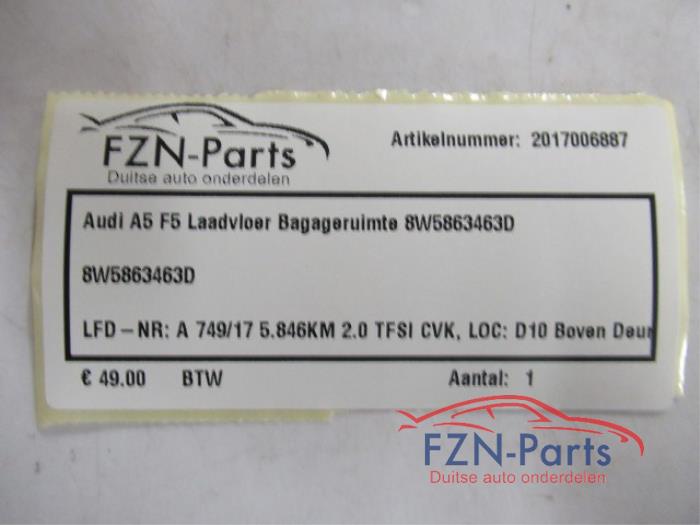 FZN-Parts
Duitse auto onderdelen
Artikelnummer: 2017006887
Audi A5 F5 Laadvloer Bagageruimte 8W5863463D
8W5863463D
LFD-NR: A 749/17 5.846KM 2.0 TFSI CVK, LOC: D10 Boven Deur
€ 49.00 BTW Aantal: 1
FZN-Parts
Duitse auto onderdelen